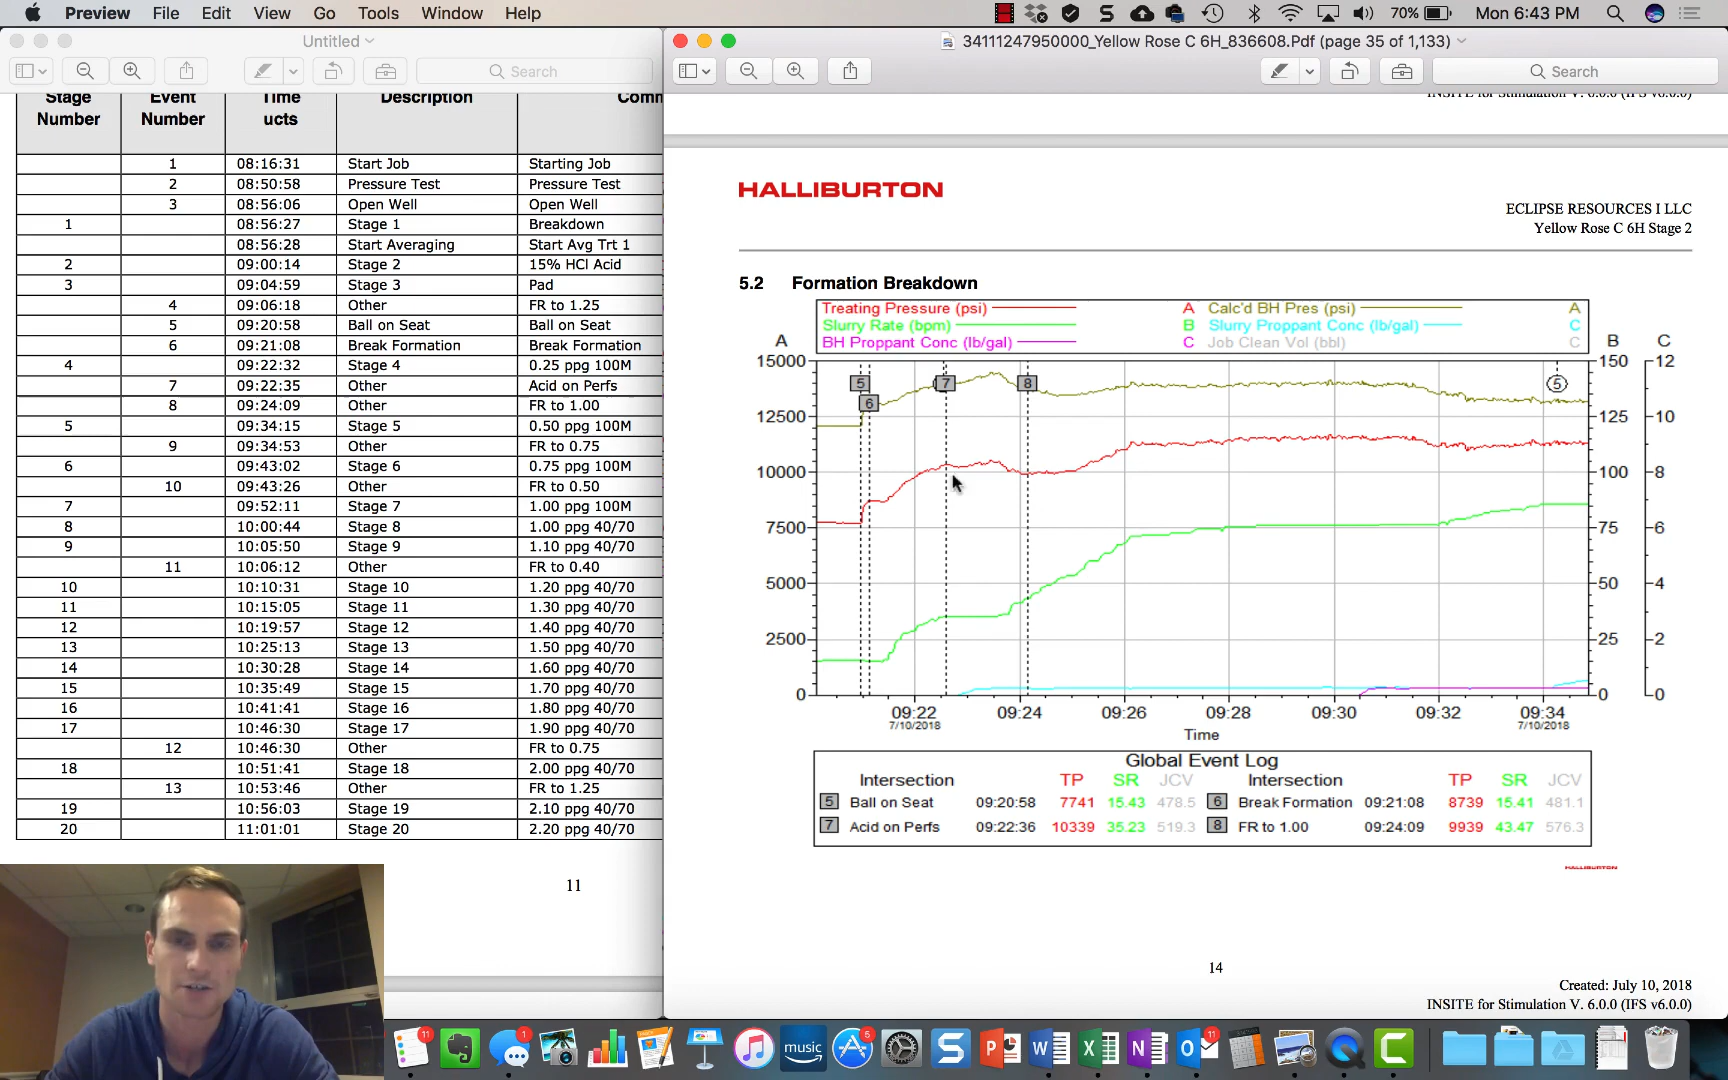 Preview File Edit View Go Tools Window Help 70% Mon 6:43 PM
Untitled
Search
34111247950000_Yellow Rose C 6H_836608.Pdf (page 35 of 1,133)
Search
Stage Number Event Number Time ucts Description Comm
1 08:16:31 Start Job Starting Job
2 08:50:58 Pressure Test Pressure Test
3 08:56:06 Open Well Open Well
1 08:56:27 Stage 1 Breakdown
08:56:28 Start Averaging Start Avg Trt 1
2 09:00:14 Stage 2 15% HCl Acid
3 09:04:59 Stage 3 Pad
4 09:06:18 Other FR to 1.25
5 09:20:58 Ball on Seat Ball on Seat
6 09:21:08 Break Formation Break Formation
4 09:22:32 Stage 4 0.25 ppg 100M
7 09:22:35 Other Acid on Perfs
8 09:24:09 Other FR to 1.00
5 09:34:15 Stage 5 0.50 ppg 100M
9 09:34:53 Other FR to 0.75
6 09:43:02 Stage 6 0.75 ppg 100M
10 09:43:26 Other FR to 0.50
7 09:52:11 Stage 7 1.00 ppg 100M
8 10:00:44 Stage 8 1.00 ppg 40/70
9 10:05:50 Stage 9 1.10 ppg 40/70
11 10:06:12 Other FR to 0.40
10 10:10:31 Stage 10 1.20 ppg 40/70
11 10:15:05 Stage 11 1.30 ppg 40/70
12 10:19:57 Stage 12 1.40 ppg 40/70
13 10:25:13 Stage 13 1.50 ppg 40/70
14 10:30:28 Stage 14 1.60 ppg 40/70
15 10:35:49 Stage 15 1.70 ppg 40/70
16 10:41:41 Stage 16 1.80 ppg 40/70
17 10:46:30 Stage 17 1.90 ppg 40/70
12 10:46:30 Other FR to 0.75
18 10:51:41 Stage 18 2.00 ppg 40/70
13 10:53:46 Other FR to 1.25
19 10:56:03 Stage 19 2.10 ppg 40/70
20 11:01:01 Stage 20 2.20 ppg 40/70
11
INSITE for Stimulation V. 6.0.0 (IFS v6.0.0)
HALLIBURTON
ECLIPSE RESOURCES I LLC
Yellow Rose C 6H Stage 2
5.2 Formation Breakdown
Treating Pressure (psi) A Calc'd BH Pres (psi) A
Slurry Rate (bpm) B Slurry Proppant Conc (lb/gal) C
BH Proppant Conc (lb/gal) C Job Clean Vol (bbl) C
A B C
15000 150 12
5 7 8 5
6
12500 125 10
10000 100 8
7500 75 6
5000 50 4
2500 25 2
0 0 0
09:22 09:24 09:26 09:28 09:30 09:32 09:34
7/10/2018 7/10/2018
Time
Global Event Log
Intersection TP SR JCV Intersection TP SR JCV
5 Ball on Seat 09:20:58 7741 15.43 478.5 6 Break Formation 09:21:08 8739 15.41 481.1
7 Acid on Perfs 09:22:36 10339 35.23 519.3 8 FR to 1.00 09:24:09 9939 43.47 576.3
HALLIBURTON
14
Created: July 10, 2018
INSITE for Stimulation V. 6.0.0 (IFS v6.0.0)
11 1 music 5 11